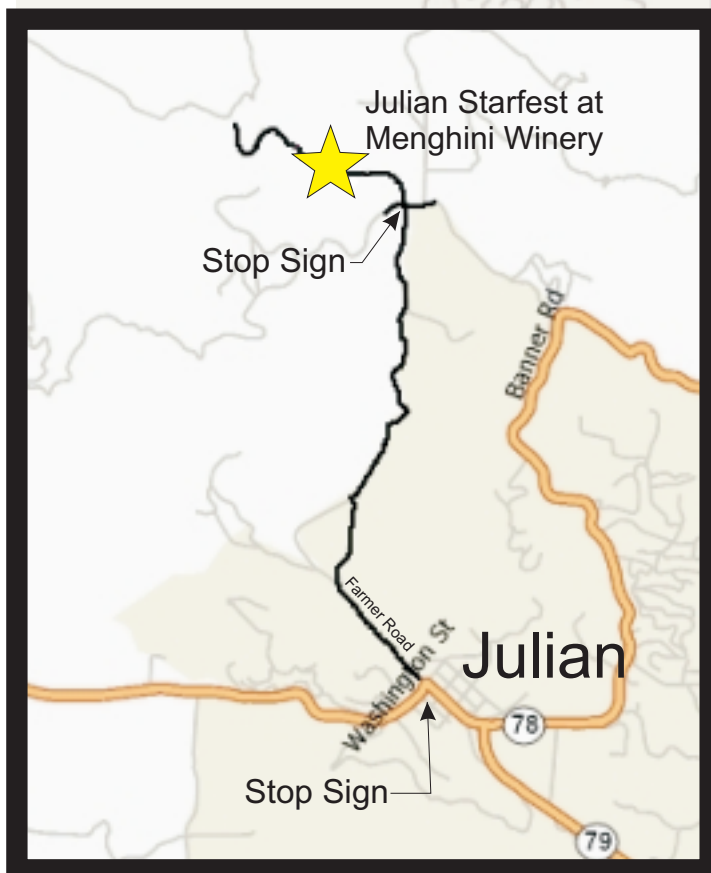 Julian Starfest at
Menghini Winery
Stop Sign
Banner Rd
Farmer Road
Washington St
Julian
78
Stop Sign
79